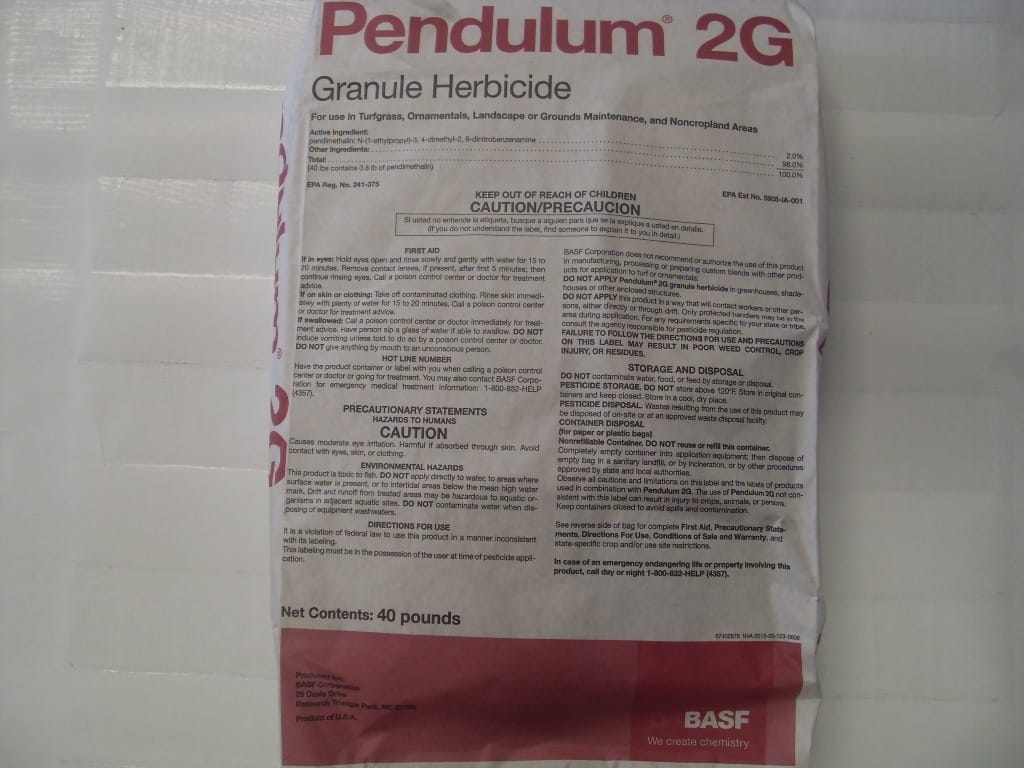 Pendulum® 2G
Granule Herbicide
For use in Turfgrass, Ornamentals, Landscape or Grounds Maintenance, and Noncropland Areas
Active Ingredient:
pendimethalin: N-(1-ethylpropyl)-3, 4-dimethyl-2, 6-dinitrobenzenamine ........ 2.0%
Other Ingredients: ........ 98.0%
Total: ........ 100.0%
(40 lbs contains 0.8 lb of pendimethalin)
EPA Reg. No. 241-375
EPA Est No. 5905-IA-001
KEEP OUT OF REACH OF CHILDREN
CAUTION/PRECAUCION
Si usted no entiende la etiqueta, busque a alguien para que se la explique a usted en detalle.
(If you do not understand the label, find someone to explain it to you in detail.)
FIRST AID
If in eyes: Hold eyes open and rinse slowly and gently with water for 15 to
20 minutes. Remove contact lenses, if present, after first 5 minutes; then
continue rinsing eyes. Call a poison control center or doctor for treatment
advice.
If on skin or clothing: Take off contaminated clothing. Rinse skin immedi-
ately with plenty of water for 15 to 20 minutes. Call a poison control center
or doctor for treatment advice.
If swallowed: Call a poison control center or doctor immediately for treat-
ment advice. Have person sip a glass of water if able to swallow. DO NOT
induce vomiting unless told to do so by a poison control center or doctor.
DO NOT give anything by mouth to an unconscious person.
HOT LINE NUMBER
Have the product container or label with you when calling a poison control
center or doctor or going for treatment. You may also contact BASF Corpo-
ration for emergency medical treatment information: 1-800-832-HELP
(4357).
PRECAUTIONARY STATEMENTS
HAZARDS TO HUMANS
CAUTION
Causes moderate eye irritation. Harmful if absorbed through skin. Avoid
contact with eyes, skin, or clothing.
ENVIRONMENTAL HAZARDS
This product is toxic to fish. DO NOT apply directly to water, to areas where
surface water is present, or to intertidal areas below the mean high water
mark. Drift and runoff from treated areas may be hazardous to aquatic or-
ganisms in adjacent aquatic sites. DO NOT contaminate water when dis-
posing of equipment washwaters.
DIRECTIONS FOR USE
It is a violation of federal law to use this product in a manner inconsistent
with its labeling.
This labeling must be in the possession of the user at time of pesticide appli-
cation.
BASF Corporation does not recommend or authorize the use of this product
in manufacturing, processing or preparing custom blends with other prod-
ucts for application to turf or ornamentals.
DO NOT APPLY Pendulum® 2G granule herbicide in greenhouses, shade-
houses or other enclosed structures.
DO NOT APPLY this product in a way that will contact workers or other per-
sons, either directly or through drift. Only protected handlers may be in the
area during application. For any requirements specific to your state or tribe,
consult the agency responsible for pesticide regulation.
FAILURE TO FOLLOW THE DIRECTIONS FOR USE AND PRECAUTIONS
ON THIS LABEL MAY RESULT IN POOR WEED CONTROL, CROP
INJURY, OR RESIDUES.
STORAGE AND DISPOSAL
DO NOT contaminate water, food, or feed by storage or disposal.
PESTICIDE STORAGE. DO NOT store above 120°F. Store in original con-
tainers and keep closed. Store in a cool, dry place.
PESTICIDE DISPOSAL. Wastes resulting from the use of this product may
be disposed of on-site or at an approved waste disposal facility.
CONTAINER DISPOSAL
(for paper or plastic bags)
Nonrefillable Container. DO NOT reuse or refill this container.
Completely empty container into application equipment; then dispose of
empty bag in a sanitary landfill, or by incineration, or by other procedures
approved by state and local authorities.
Observe all cautions and limitations on this label and the labels of products
used in combination with Pendulum 2G. The use of Pendulum 2G not con-
sistent with this label can result in injury to crops, animals, or persons.
Keep containers closed to avoid spills and contamination.
See reverse side of bag for complete First Aid, Precautionary State-
ments, Directions For Use, Conditions of Sale and Warranty, and
state-specific crop and/or use site restrictions.
In case of an emergency endangering life or property involving this
product, call day or night 1-800-832-HELP (4357).
Net Contents: 40 pounds
Produced for:
BASF Corporation
26 Davis Drive
Research Triangle Park, NC
Product of U.S.A.
BASF
We create chemistry